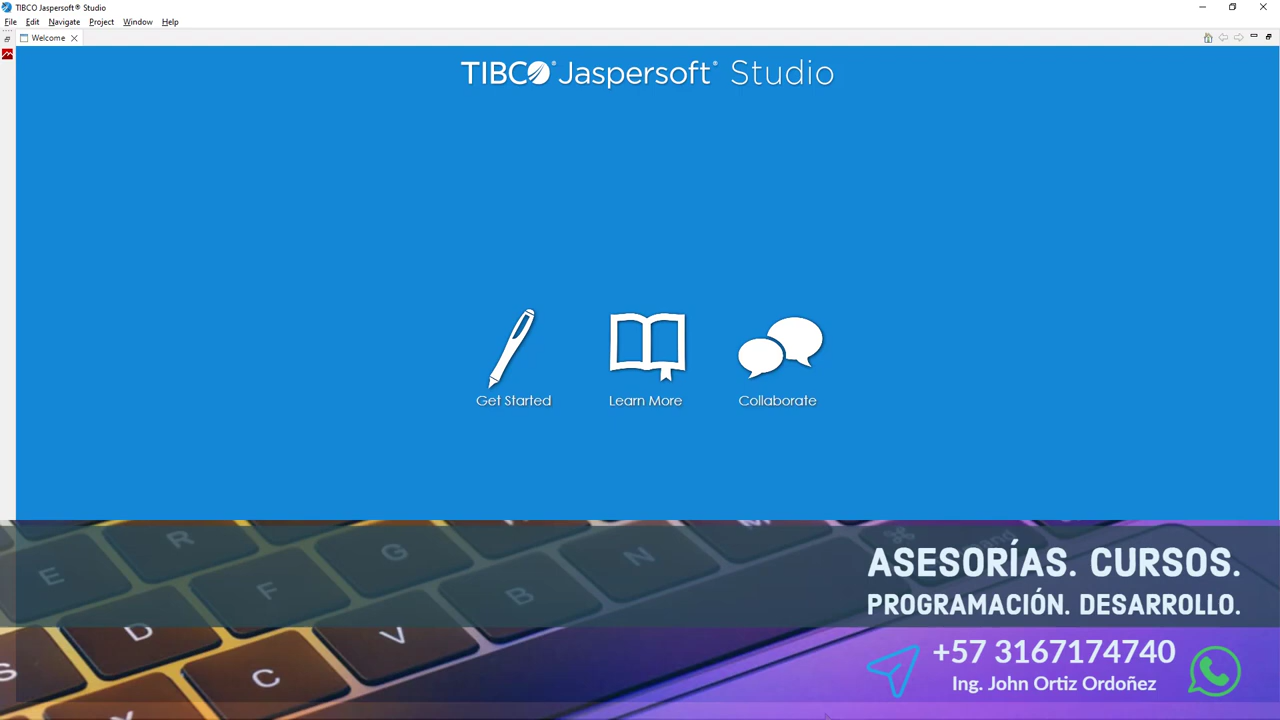 TIBCO Jaspersoft® Studio
File Edit Navigate Project Window Help
Welcome
TIBCO® Jaspersoft® Studio
Get Started Learn More Collaborate
E R F G B N M D V C S
ASESORÍAS. CURSOS.
PROGRAMACIÓN. DESARROLLO.
+57 3167174740
Ing. John Ortiz Ordoñez